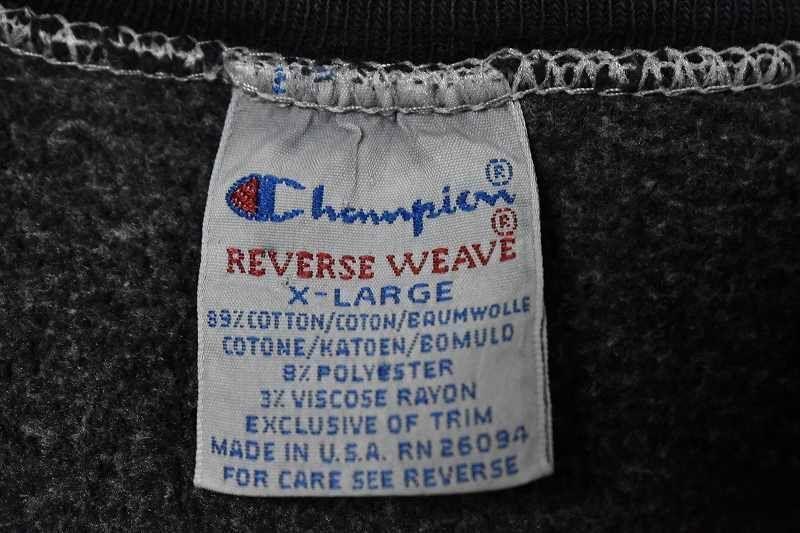 Champion®
REVERSE WEAVE®
X-LARGE
89% COTTON/COTON/BAUMWOLLE
COTONE/KATOEN/BOMULD
8% POLYESTER
3% VISCOSE RAYON
EXCLUSIVE OF TRIM
MADE IN U.S.A. RN 26094
FOR CARE SEE REVERSE